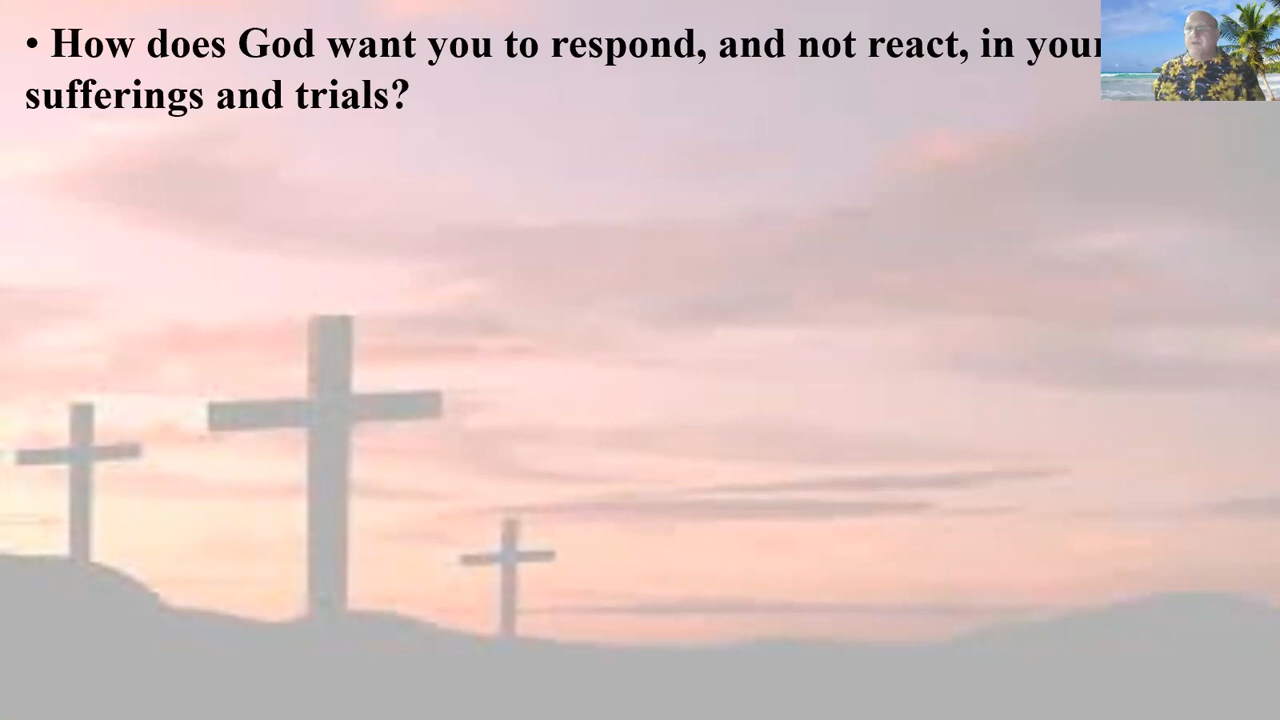 • How does God want you to respond, and not react, in your
sufferings and trials?